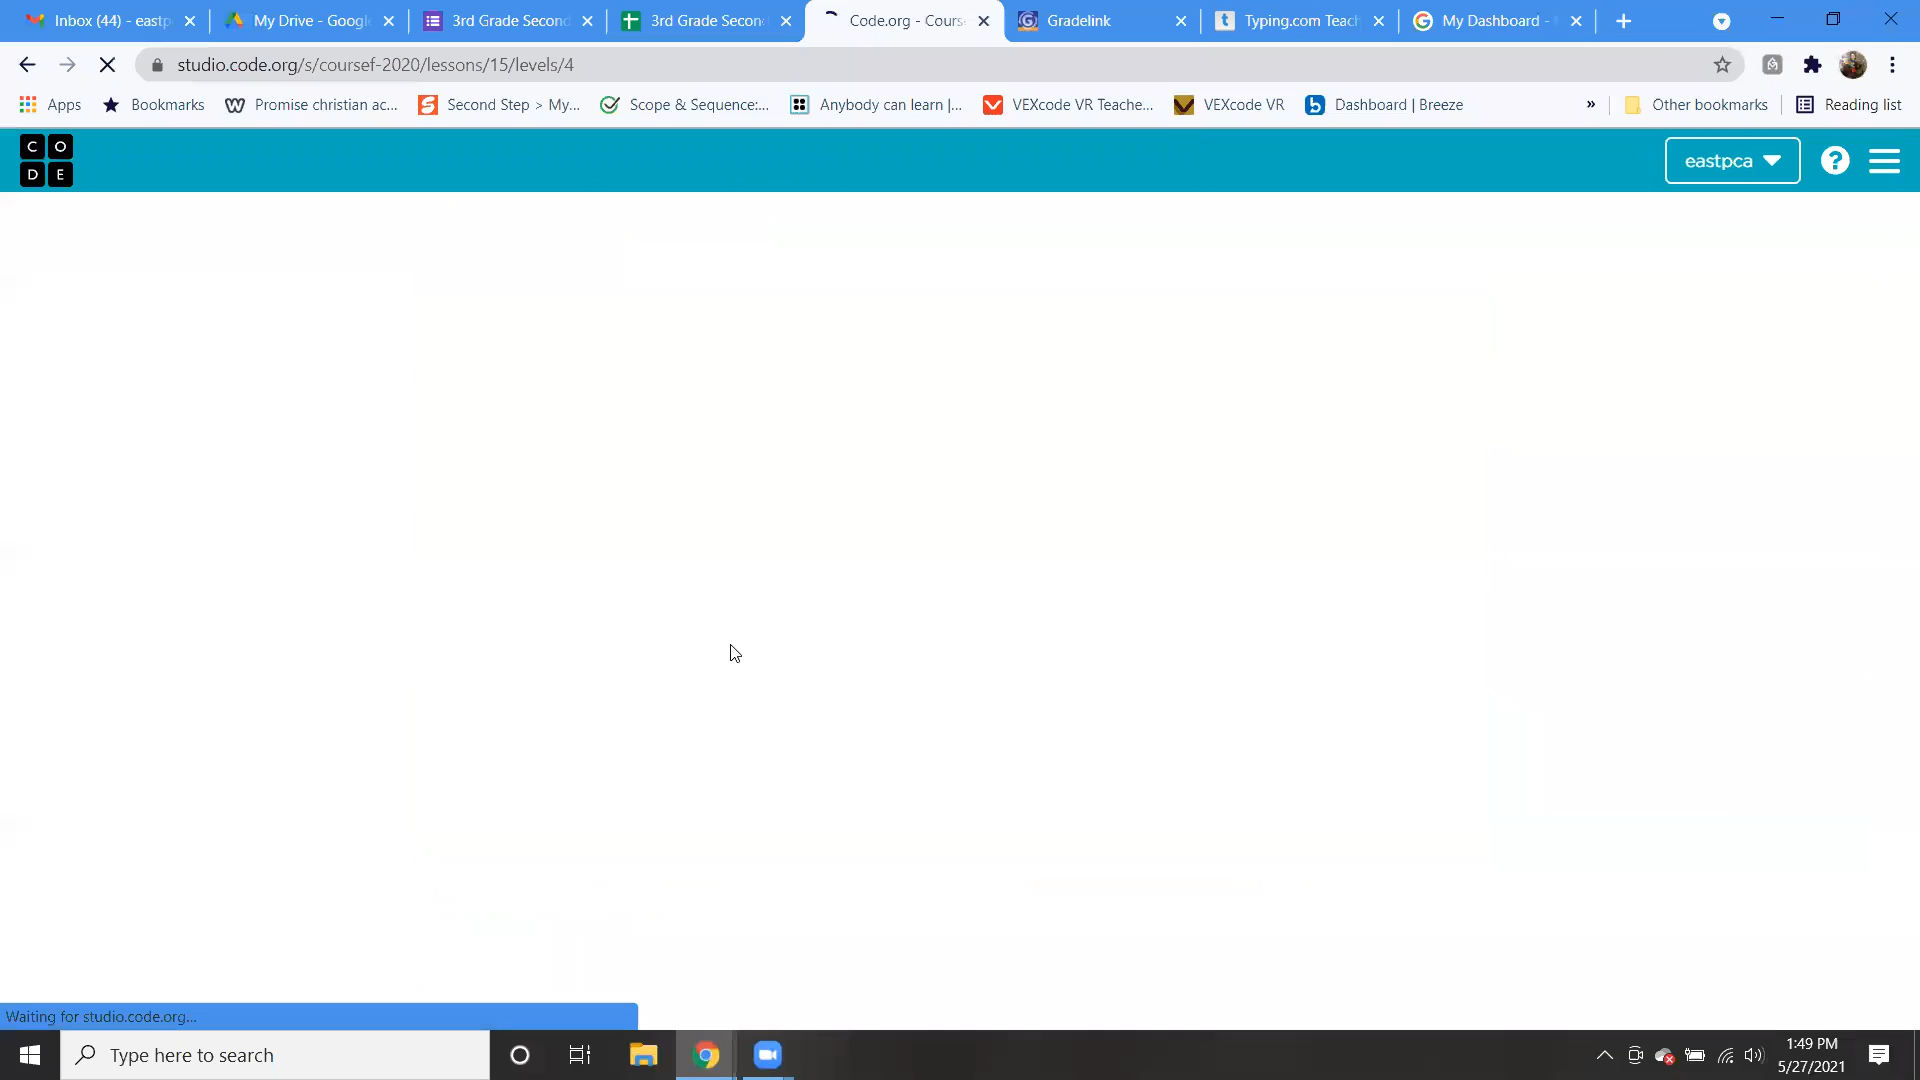 Inbox (44) - eastp
My Drive - Google
3rd Grade Second
3rd Grade Secon
Code.org - Cours
Gradelink
Typing.com Teach
My Dashboard -
studio.code.org/s/coursef-2020/lessons/15/levels/4
Apps
Bookmarks
Promise christian ac...
Second Step > My...
Scope & Sequence:...
Anybody can learn |...
VEXcode VR Teache...
VEXcode VR
Dashboard | Breeze
»
Other bookmarks
Reading list
C O
D E
eastpca
?
Waiting for studio.code.org...
Type here to search
1:49 PM
5/27/2021